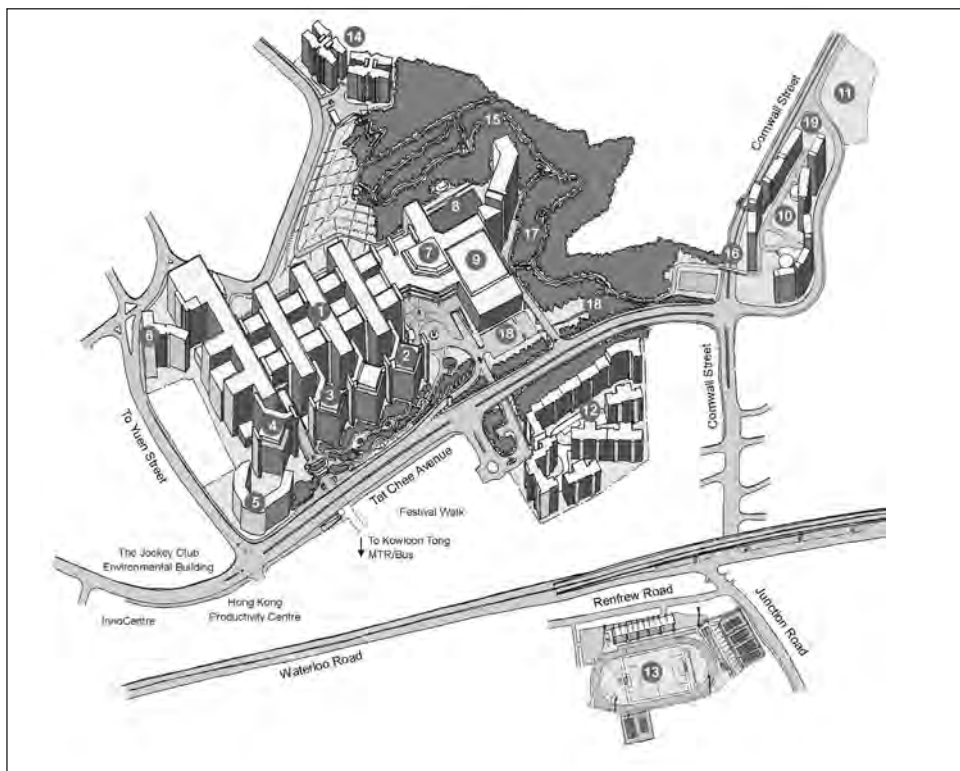 14
Cornwall Street
11
15
19
8
10
17
7
9
16
1
18
18
6
2
3
12
Cornwall Street
4
To Yuen Street
5
Tat Chee Avenue
Festival Walk
To Kowloon Tong
MTR/Bus
The Jockey Club
Environmental Building
InnoCentre
Hong Kong
Productivity Centre
Renfrew Road
Junction Road
Waterloo Road
13